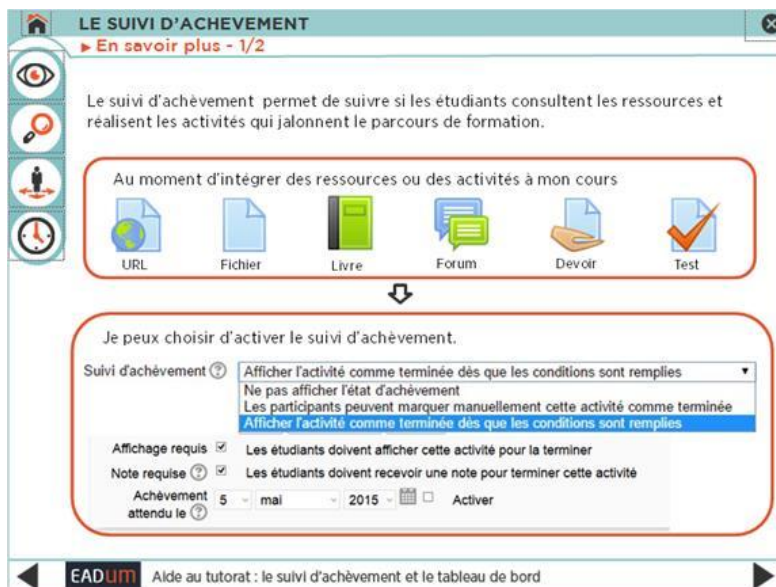 LE SUIVI D’ACHEVEMENT
▸ En savoir plus - 1/2
Le suivi d'achèvement permet de suivre si les étudiants consultent les ressources et
réalisent les activités qui jalonnent le parcours de formation.
Au moment d'intégrer des ressources ou des activités à mon cours
URL Fichier Livre Forum Devoir Test
Je peux choisir d'activer le suivi d'achèvement.
Suivi d'achèvement ? Afficher l'activité comme terminée dès que les conditions sont remplies
Ne pas afficher l'état d'achèvement
Les participants peuvent marquer manuellement cette activité comme terminée
Afficher l'activité comme terminée dès que les conditions sont remplies
Affichage requis Les étudiants doivent afficher cette activité pour la terminer
Note requise ? Les étudiants doivent recevoir une note pour terminer cette activité
Achèvement
attendu le ? 5 mai 2015 Activer
EADum Aide au tutorat : le suivi d'achèvement et le tableau de bord